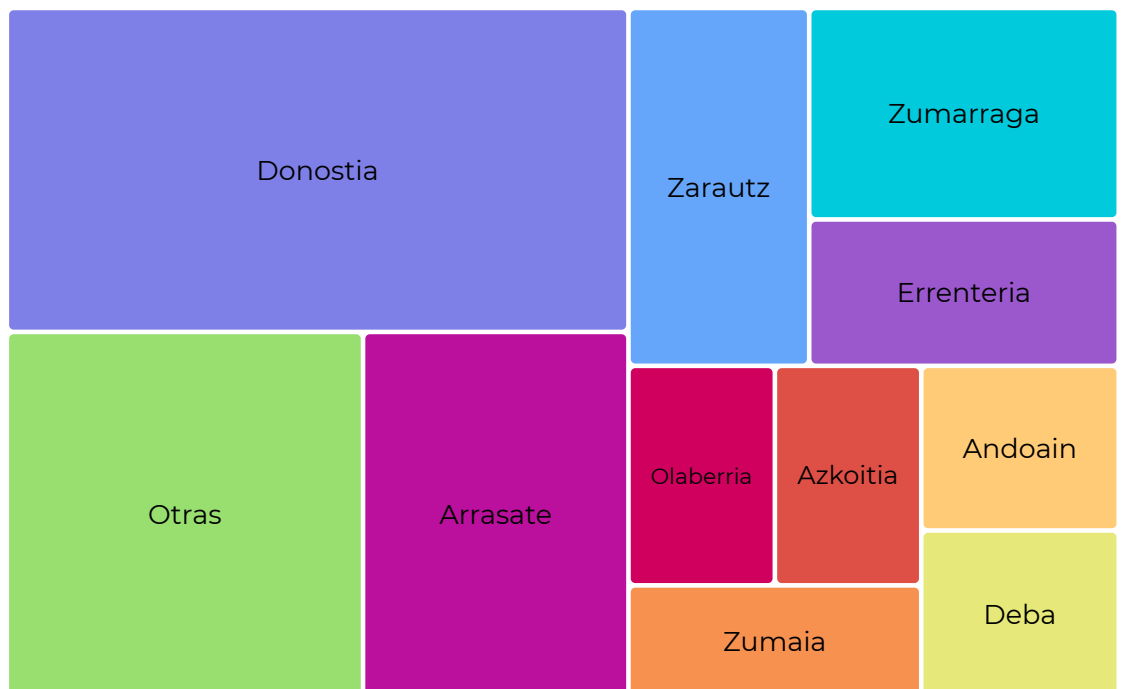 Donostia
Zarautz
Zumarraga
Errenteria
Otras
Arrasate
Olaberria
Azkoitia
Andoain
Zumaia
Deba